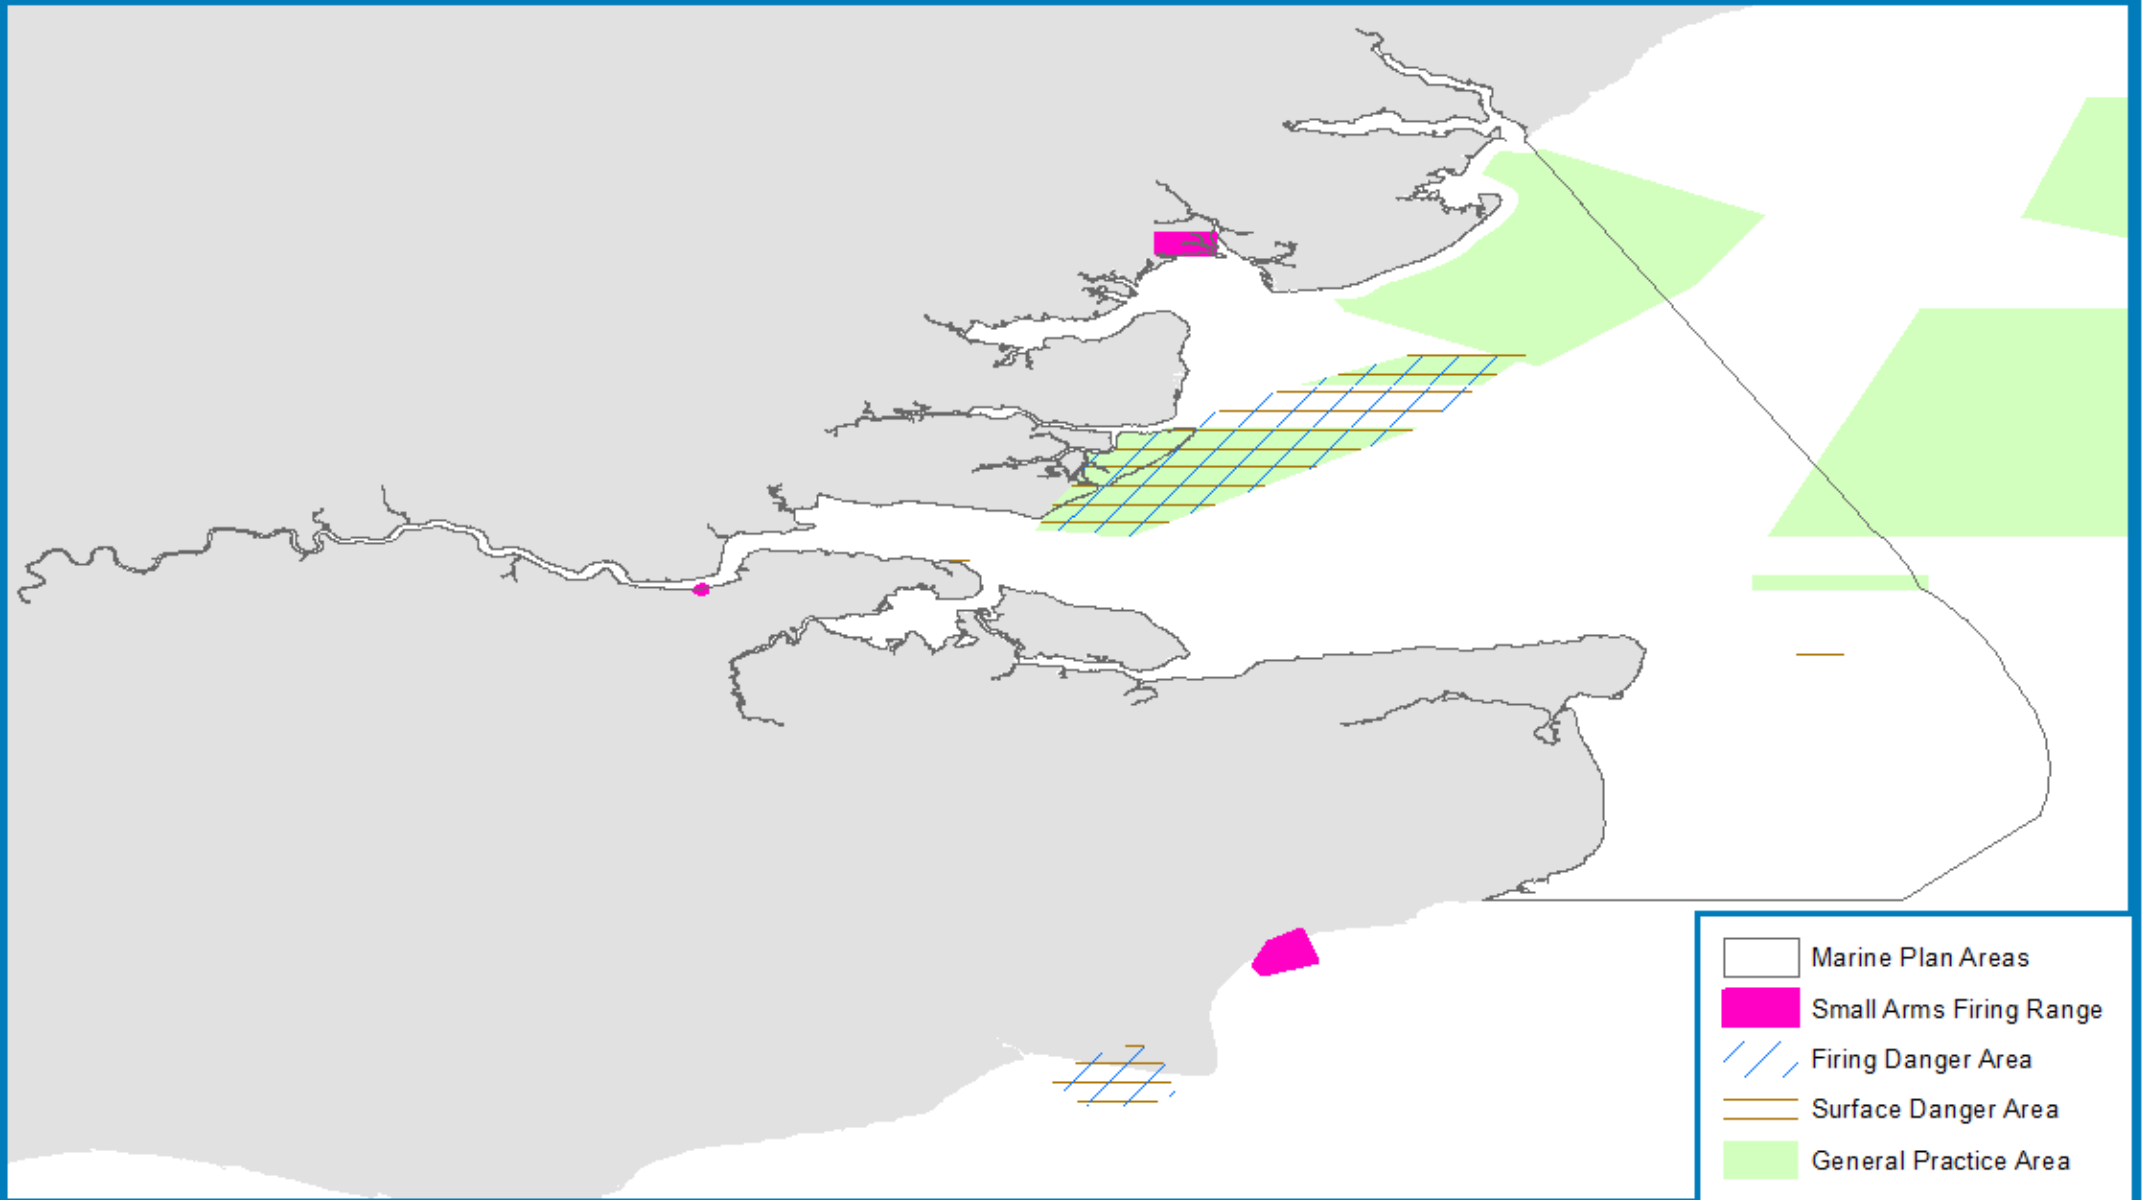 Marine Plan Areas
Small Arms Firing Range
Firing Danger Area
Surface Danger Area
General Practice Area